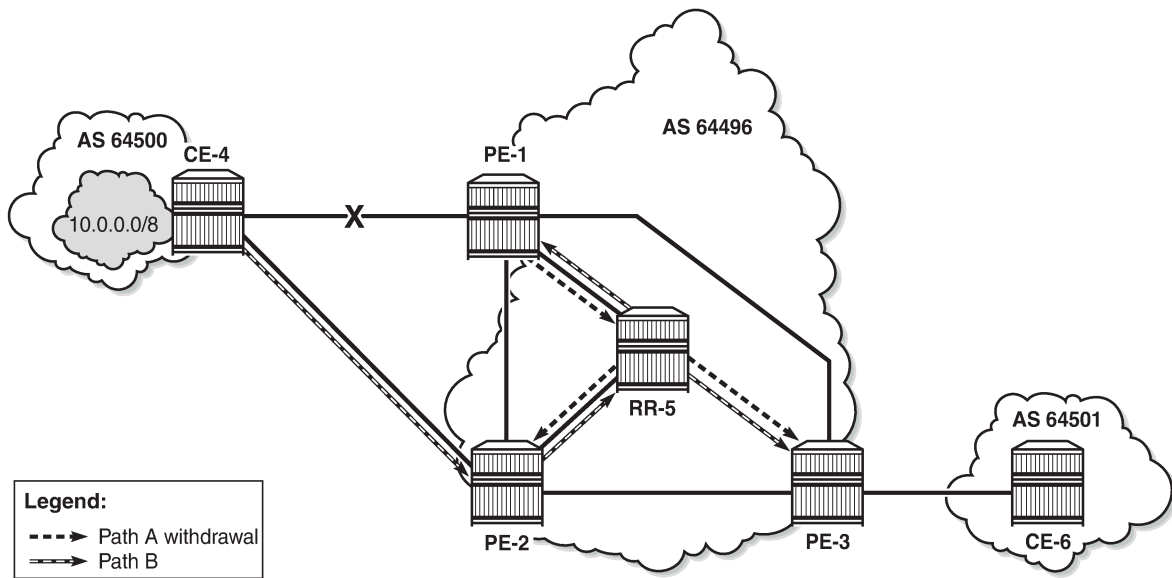 AS 64500
CE-4
PE-1
AS 64496
10.0.0.0/8
X
RR-5
AS 64501
PE-2
PE-3
CE-6
Legend:
Path A withdrawal
Path B